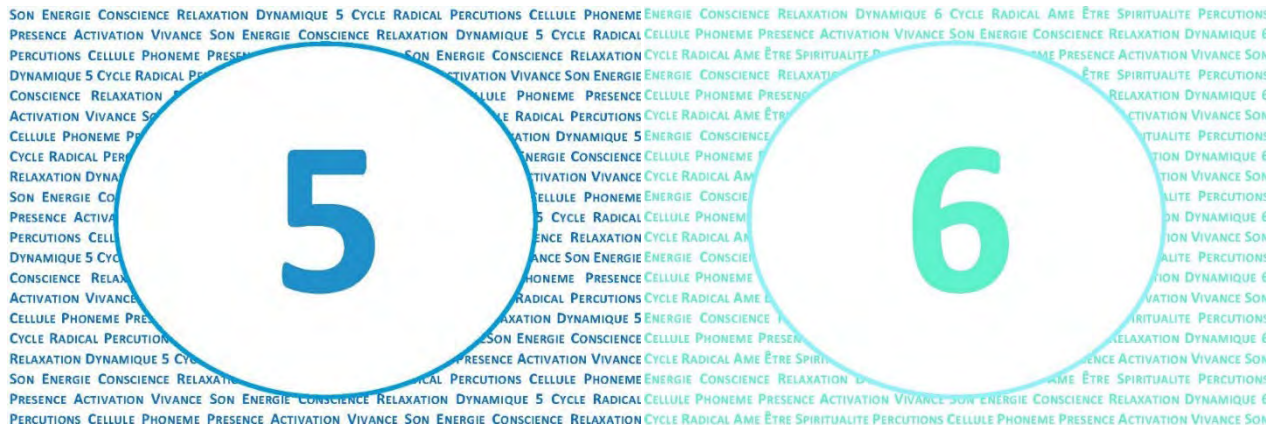 Son Energie Conscience Relaxation Dynamique 5 Cycle Radical Percutions Cellule Phoneme
Presence Activation Vivance Son Energie Conscience Relaxation Dynamique 5 Cycle Radical
Percutions Cellule Phoneme Son Energie Conscience Relaxation
Dynamique 5 Cycle Radical Vivance Son Energie
Conscience Relaxation Phoneme Presence
Activation Vivance Radical Percutions
Cellule Phoneme Dynamique 5
Cycle Radical Conscience
Relaxation Vivance
Son Energie Phoneme
Presence 5 Cycle Radical
Percutions Relaxation
Dynamique 5 Son Energie
Conscience Presence
Activation Vivance Radical Percutions
Cellule Phoneme Dynamique 5
Cycle Radical Son Energie Conscience
Relaxation Dynamique 5 Activation Vivance
Son Energie Conscience Percutions Cellule Phoneme
Presence Activation Vivance Son Energie Conscience Relaxation Dynamique 5 Cycle Radical
Percutions Cellule Phoneme Presence Activation Vivance Son Energie Conscience Relaxation
5
Energie Conscience Relaxation Dynamique 6 Cycle Radical Ame Être Spiritualite Percutions
Cellule Phoneme Presence Activation Vivance Son Energie Conscience Relaxation Dynamique 6
Cycle Radical Ame Être Spiritualite Presence Activation Vivance Son
Energie Conscience Être Spiritualite Percutions
Cellule Phoneme Relaxation Dynamique 6
Cycle Radical Ame Vivance Son
Energie Conscience Percutions
Cellule Phoneme Dynamique 6
Cycle Radical Vivance Son
Energie Percutions
Cellule Dynamique 6
Cycle Radical Vivance Son
Energie Percutions
Cellule Phoneme Dynamique 6
Cycle Radical Ame Vivance Son
Energie Conscience Percutions
Cellule Phoneme Dynamique 6
Cycle Radical Ame Être Activation Vivance Son
Energie Conscience Relaxation Ame Être Spiritualite Percutions
Cellule Phoneme Presence Activation Vivance Son Energie Conscience Relaxation Dynamique 6
Cycle Radical Ame Être Spiritualite Percutions Cellule Phoneme Presence Activation Vivance Son
6